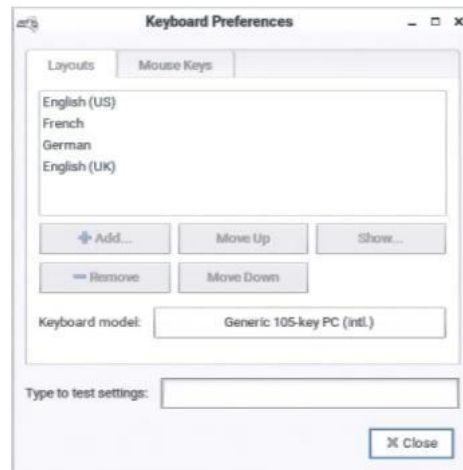 Keyboard Preferences
Layouts Mouse Keys
English (US)
French
German
English (UK)
Add... Move Up Show...
Remove Move Down
Keyboard model: Generic 105-key PC (intl.)
Type to test settings:
Close